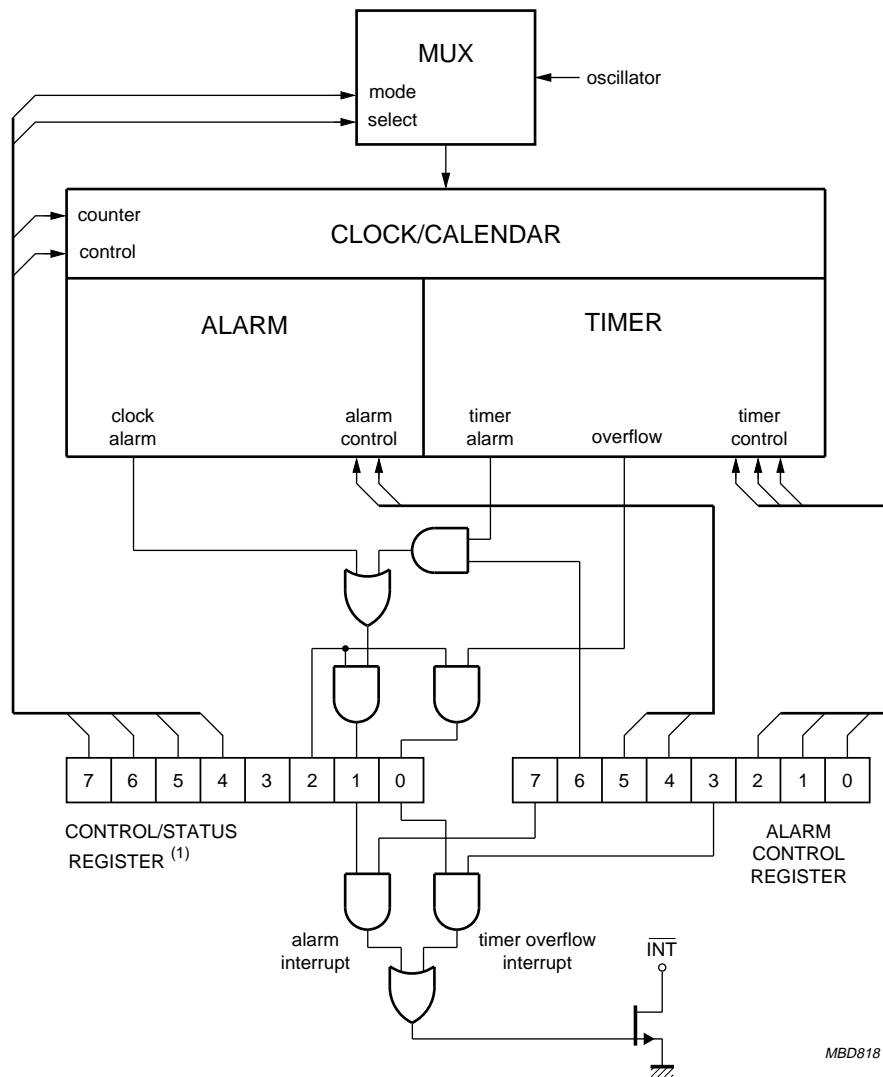 MUX
mode
select
oscillator
counter
control
CLOCK/CALENDAR
ALARM
TIMER
clock
alarm
alarm
control
timer
alarm
overflow
timer
control
7 6 5 4 3 2 1 0
7 6 5 4 3 2 1 0
CONTROL/STATUS
REGISTER (1)
ALARM
CONTROL
REGISTER
alarm
interrupt
timer overflow
interrupt
INT
MBD818